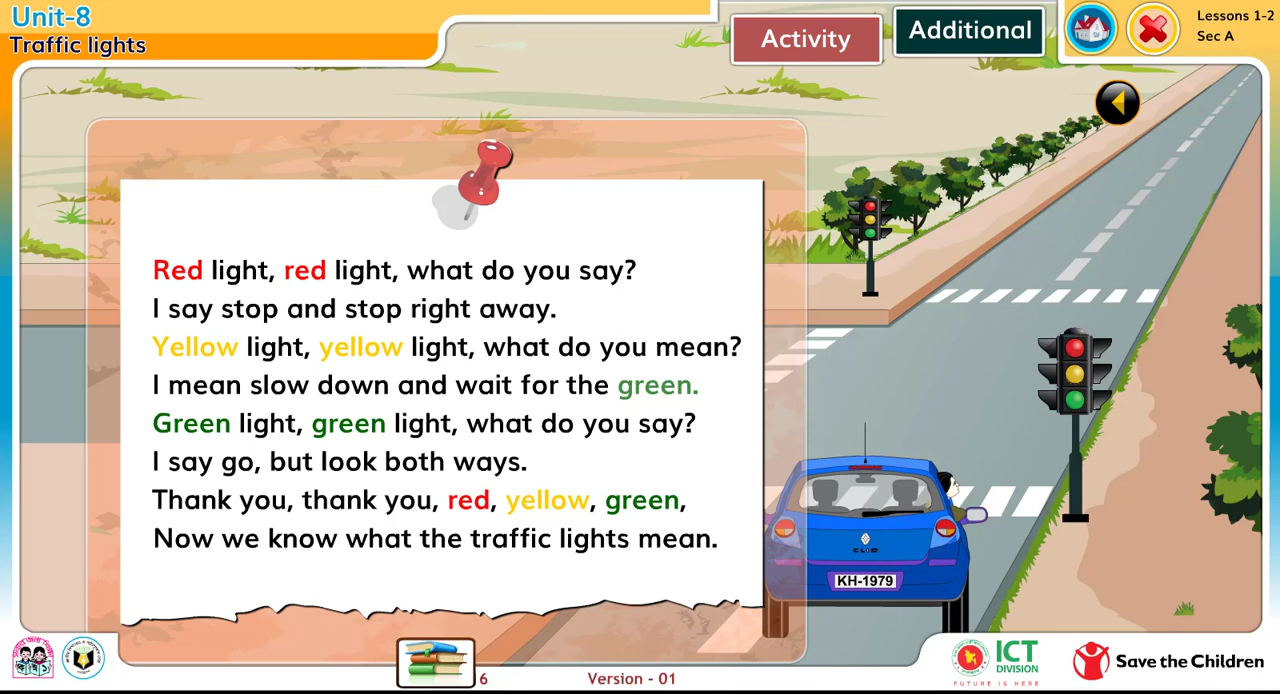 Unit-8
Traffic lights
Activity
Additional
Lessons 1-2
Sec A
Red light, red light, what do you say?
I say stop and stop right away.
Yellow light, yellow light, what do you mean?
I mean slow down and wait for the green.
Green light, green light, what do you say?
I say go, but look both ways.
Thank you, thank you, red, yellow, green,
Now we know what the traffic lights mean.
CLIO
KH-1979
6
Version - 01
ICT
DIVISION
FUTURE IS HERE
Save the Children